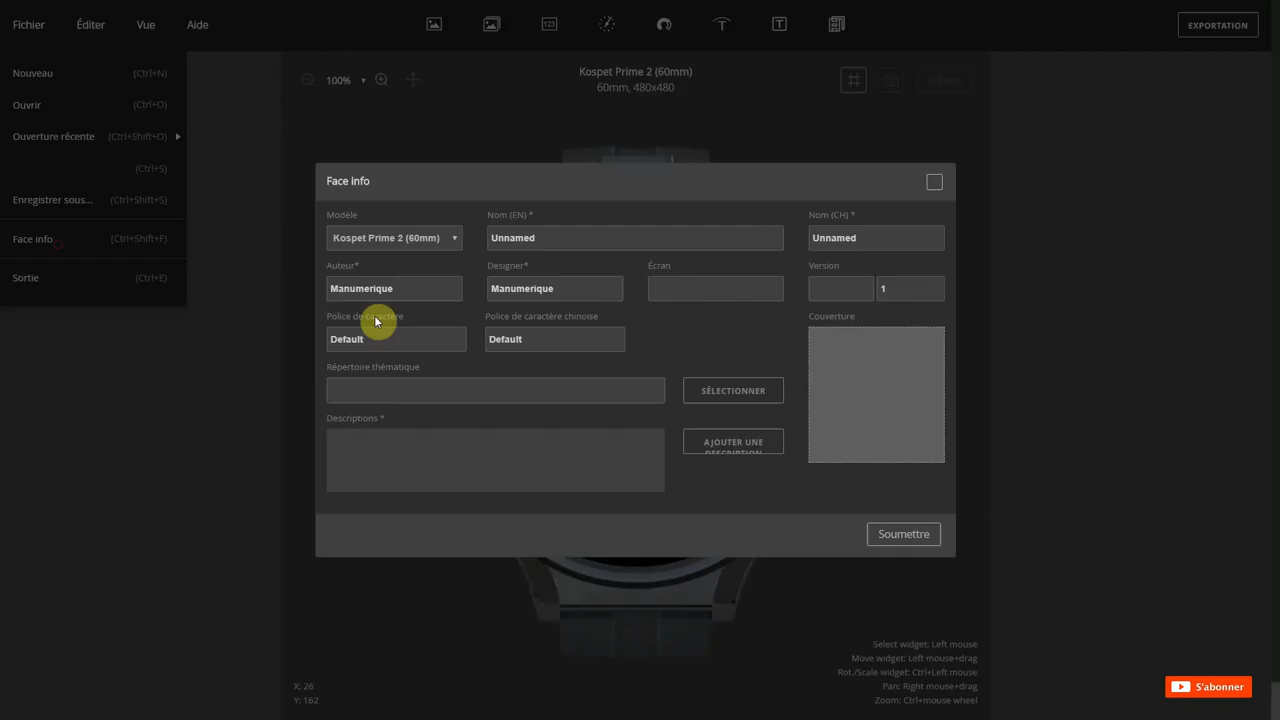 Fichier Éditer Vue Aide
EXPORTATION
Nouveau (Ctrl+N)
Ouvrir (Ctrl+O)
Ouverture récente (Ctrl+Shift+O)
(Ctrl+S)
Enregistrer sous... (Ctrl+Shift+S)
Face info (Ctrl+Shift+F)
Sortie (Ctrl+E)
100%
Kospet Prime 2 (60mm)
60mm, 480x480
Face info
Modèle Nom (EN) * Nom (CH) *
Kospet Prime 2 (60mm) Unnamed Unnamed
Auteur* Designer* Écran Version
Manumerique Manumerique 1
Police de caractère Police de caractère chinoise Couverture
Default Default
Répertoire thématique
SÉLECTIONNER
Descriptions *
AJOUTER UNE
DESCRIPTION
Soumettre
Select widget: Left mouse
Move widget: Left mouse+drag
Rot./Scale widget: Ctrl+Left mouse
Pan: Right mouse+drag
Zoom: Ctrl+mouse wheel
X: 26
Y: 162
S'abonner